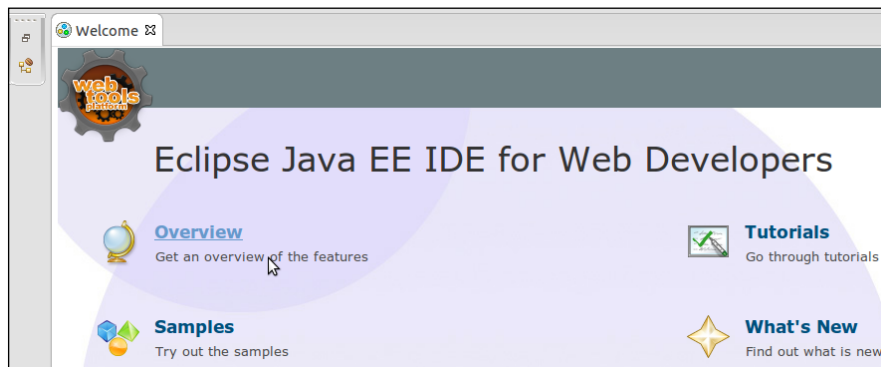 Welcome
web
tools
platform
Eclipse Java EE IDE for Web Developers
Overview
Get an overview of the features
Tutorials
Go through tutorials
Samples
Try out the samples
What's New
Find out what is new